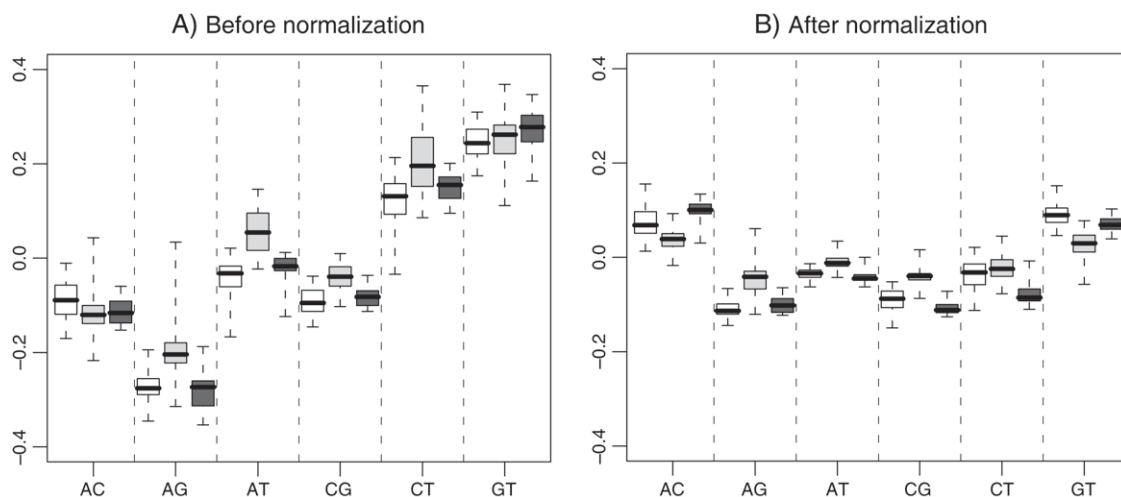 A) Before normalization
B) After normalization
0.4
0.2
0.0
−0.2
−0.4
AC AG AT CG CT GT
0.4
0.2
0.0
−0.2
−0.4
AC AG AT CG CT GT